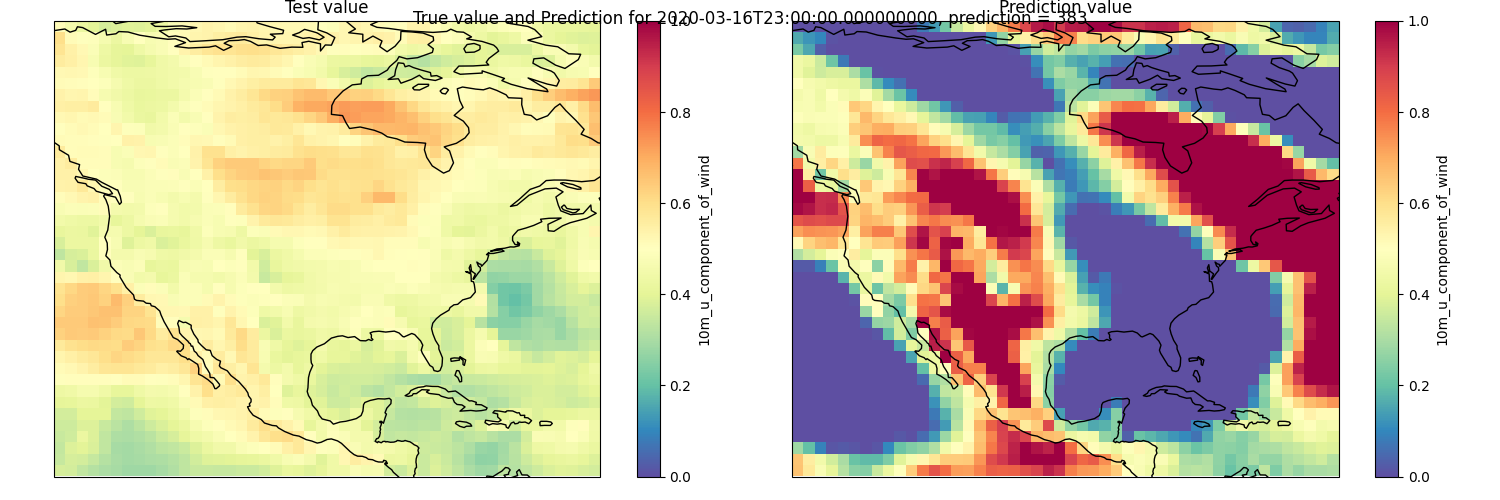 Test value
True value and Prediction for 2020-03-16T23:00:00.000000000, prediction = 383
Prediction value
1.0
0.8
0.6
0.4
0.2
0.0
10m_u_component_of_wind
1.0
0.8
0.6
0.4
0.2
0.0
10m_u_component_of_wind